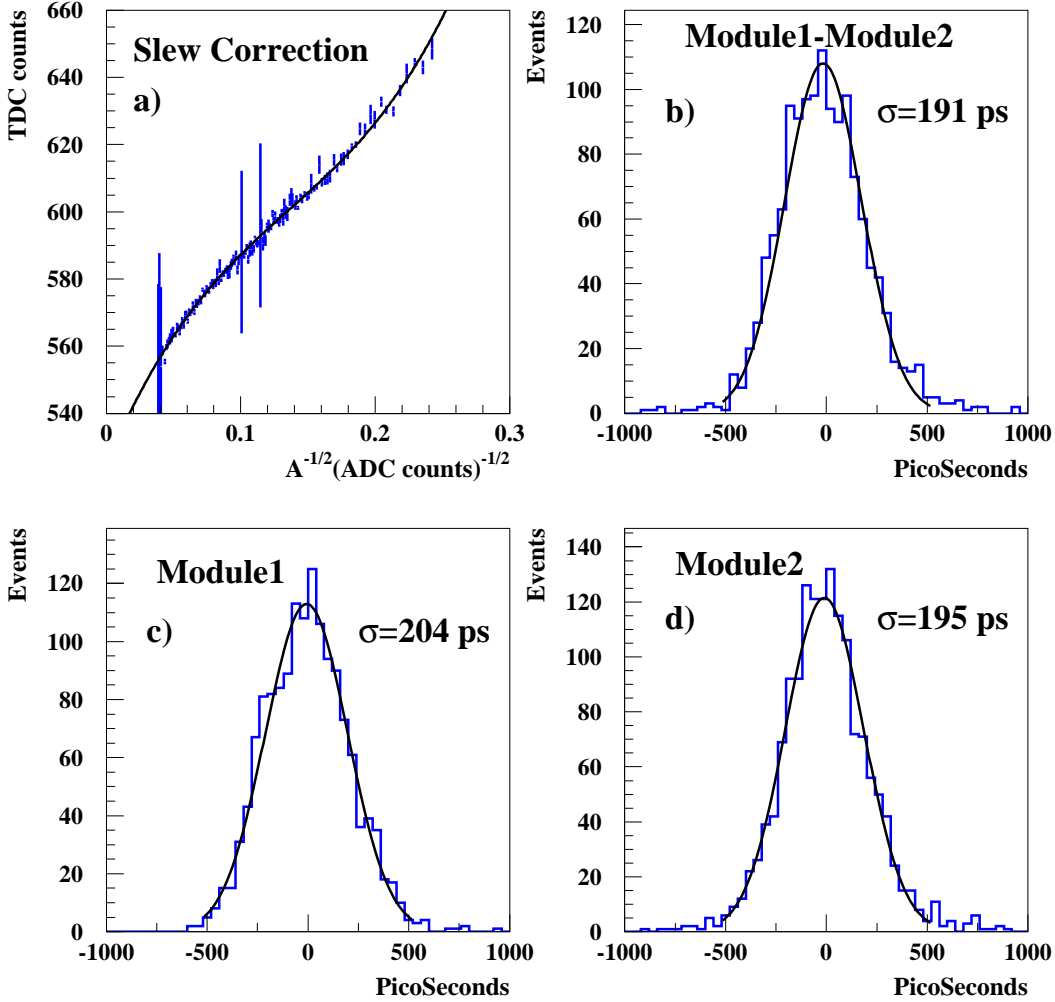 TDC counts
660
640
620
600
580
560
540
Slew Correction
a)
0
0.1
0.2
0.3
A^-1/2(ADC counts)^-1/2
Events
120
100
80
60
40
20
0
Module1-Module2
b)
σ=191 ps
-1000
-500
0
500
1000
PicoSeconds
Events
120
100
80
60
40
20
0
Module1
c)
σ=204 ps
-1000
-500
0
500
1000
PicoSeconds
Events
140
120
100
80
60
40
20
0
Module2
d)
σ=195 ps
-1000
-500
0
500
1000
PicoSeconds